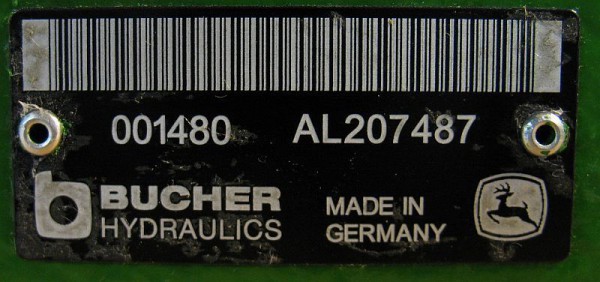 001480 AL207487
BUCHER
HYDRAULICS
MADE IN
GERMANY